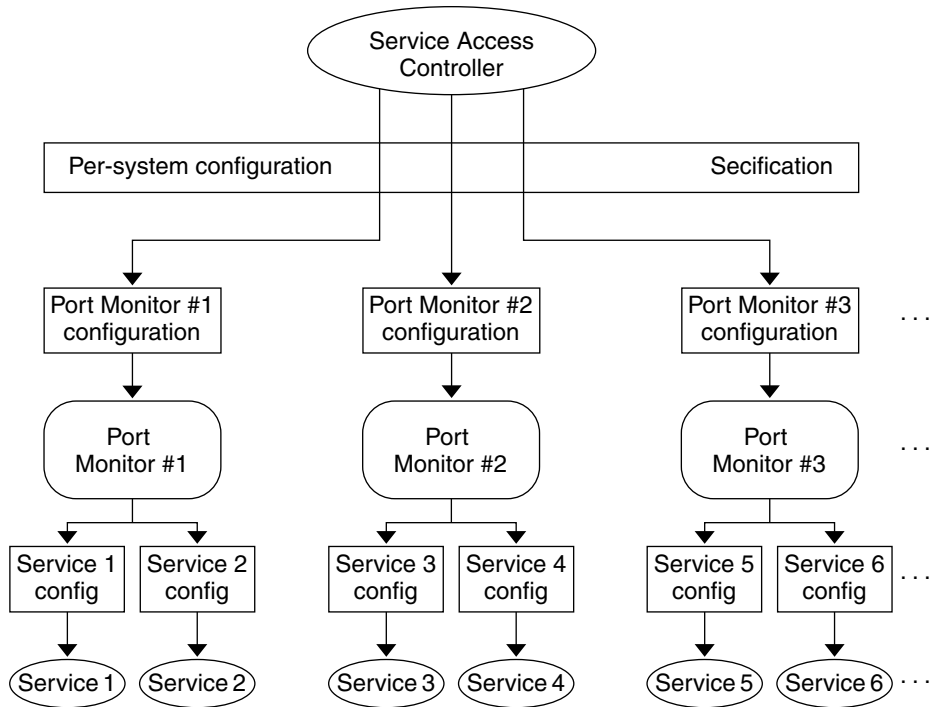 Service Access
Controller
Per-system configuration
Secification
Port Monitor #1
configuration
Port Monitor #2
configuration
Port Monitor #3
configuration
. . .
Port
Monitor #1
Port
Monitor #2
Port
Monitor #3
. . .
Service 1
config
Service 2
config
Service 3
config
Service 4
config
Service 5
config
Service 6
config
. . .
Service 1
Service 2
Service 3
Service 4
Service 5
Service 6
. . .